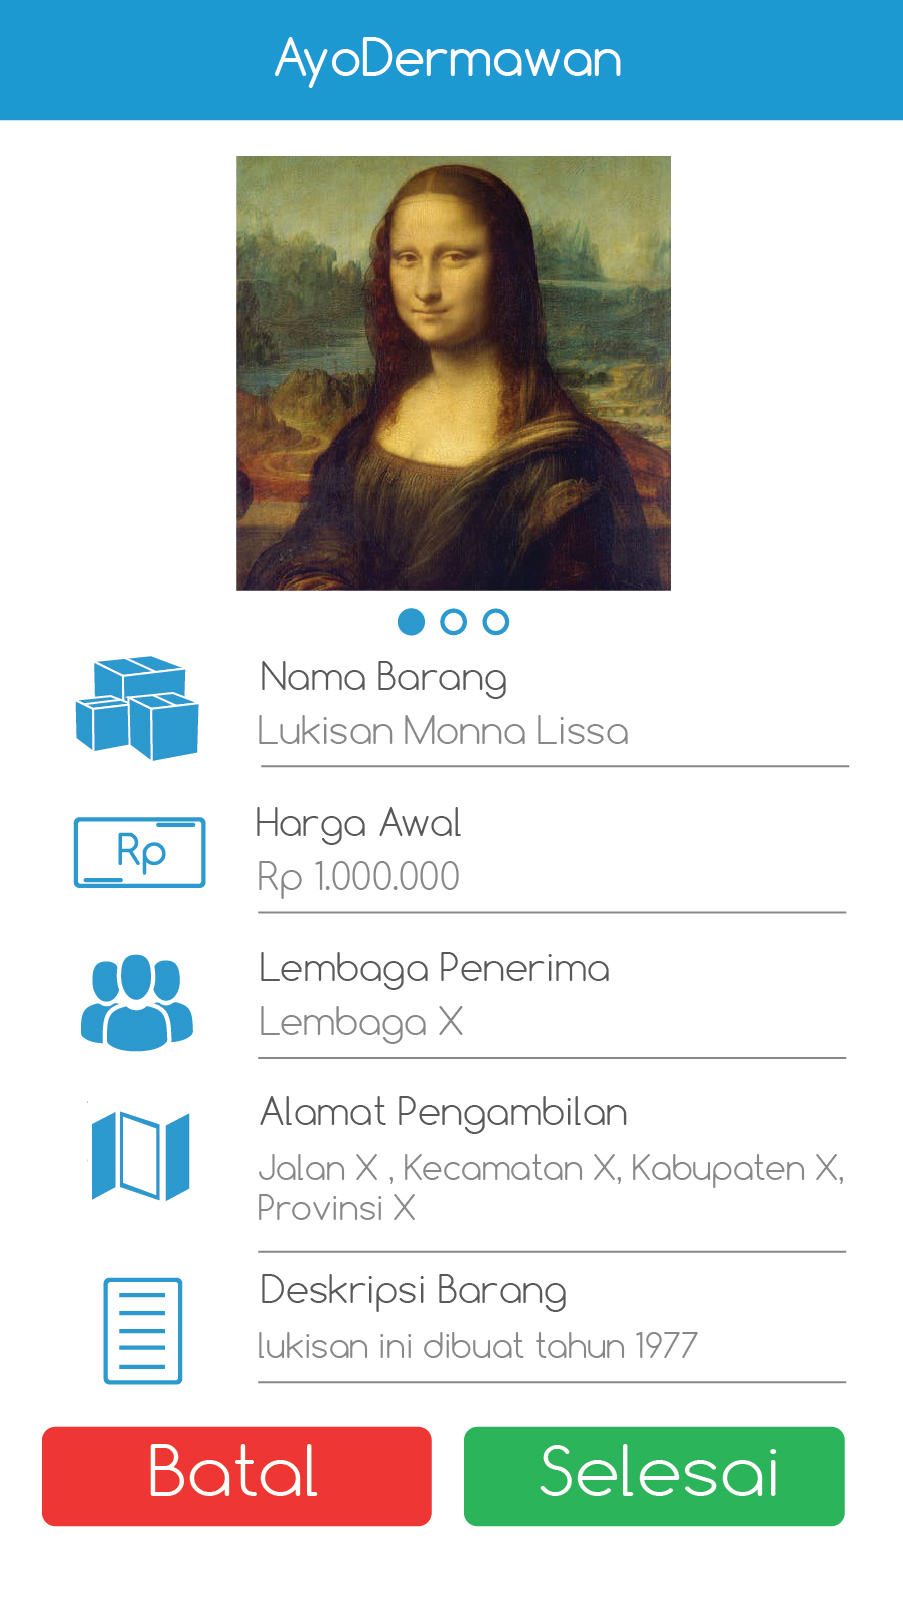 AyoDermawan
Nama Barang
Lukisan Monna Lissa
Rp
Harga Awal
Rp 1.000.000
Lembaga Penerima
Lembaga X
Alamat Pengambilan
Jalan X , Kecamatan X, Kabupaten X,
Provinsi X
Deskripsi Barang
lukisan ini dibuat tahun 1977
Batal
Selesai